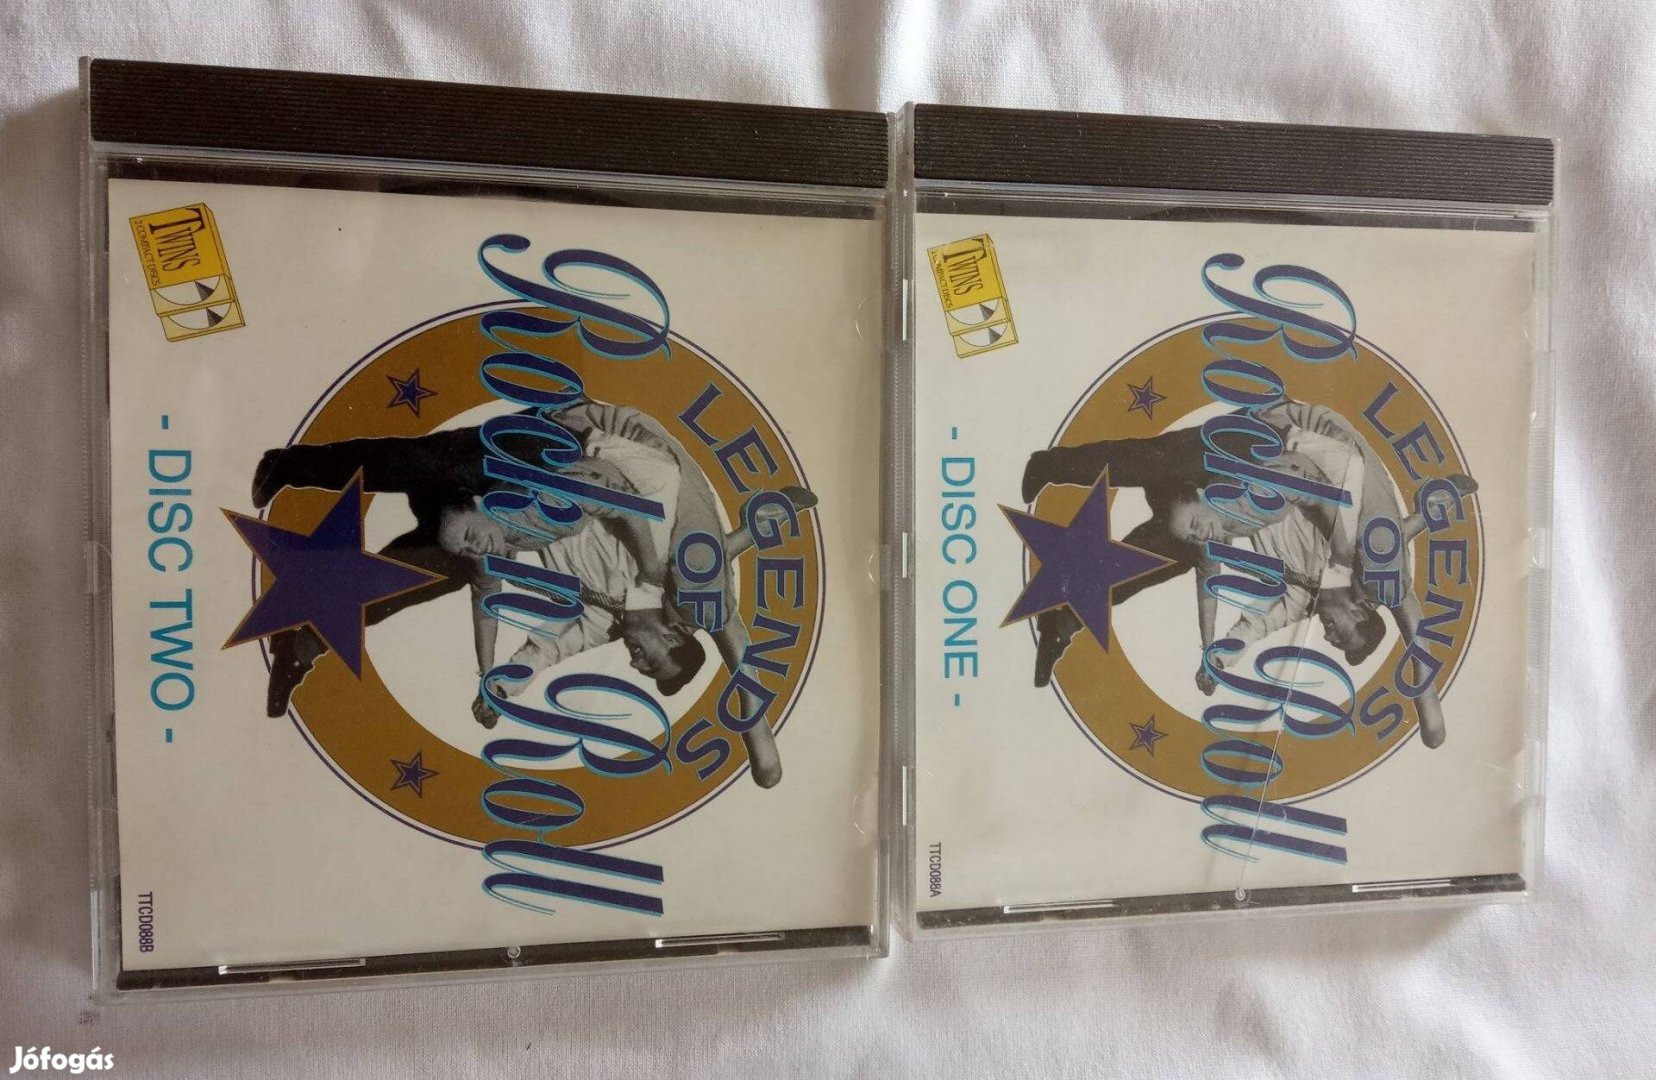 TWINS
2 COMPACT DISCS
LEGENDS
OF
Rock n Roll
- DISC TWO -
TTCD088B
TWINS
2 COMPACT DISCS
LEGENDS
OF
Rock n Roll
- DISC ONE -
TTCD088A
Jófogás